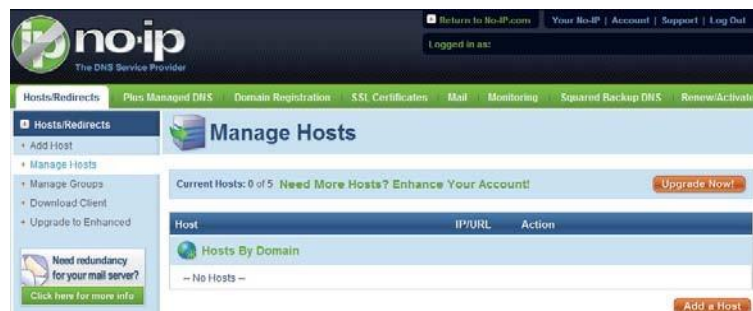 no·ip
The DNS Service Provider
Return to No-IP.com
Your No-IP | Account | Support | Log Out
Logged in as:
Hosts/Redirects Plus Managed DNS Domain Registration SSL Certificates Mail Monitoring Squared Backup DNS Renew/Activate
Hosts/Redirects
Add Host
Manage Hosts
Manage Groups
Download Client
Upgrade to Enhanced
Need redundancy
for your mail server?
Click here for more info
Manage Hosts
Current Hosts: 0 of 5 Need More Hosts? Enhance Your Account!
Upgrade Now!
Host IP/URL Action
Hosts By Domain
-- No Hosts --
Add a Host